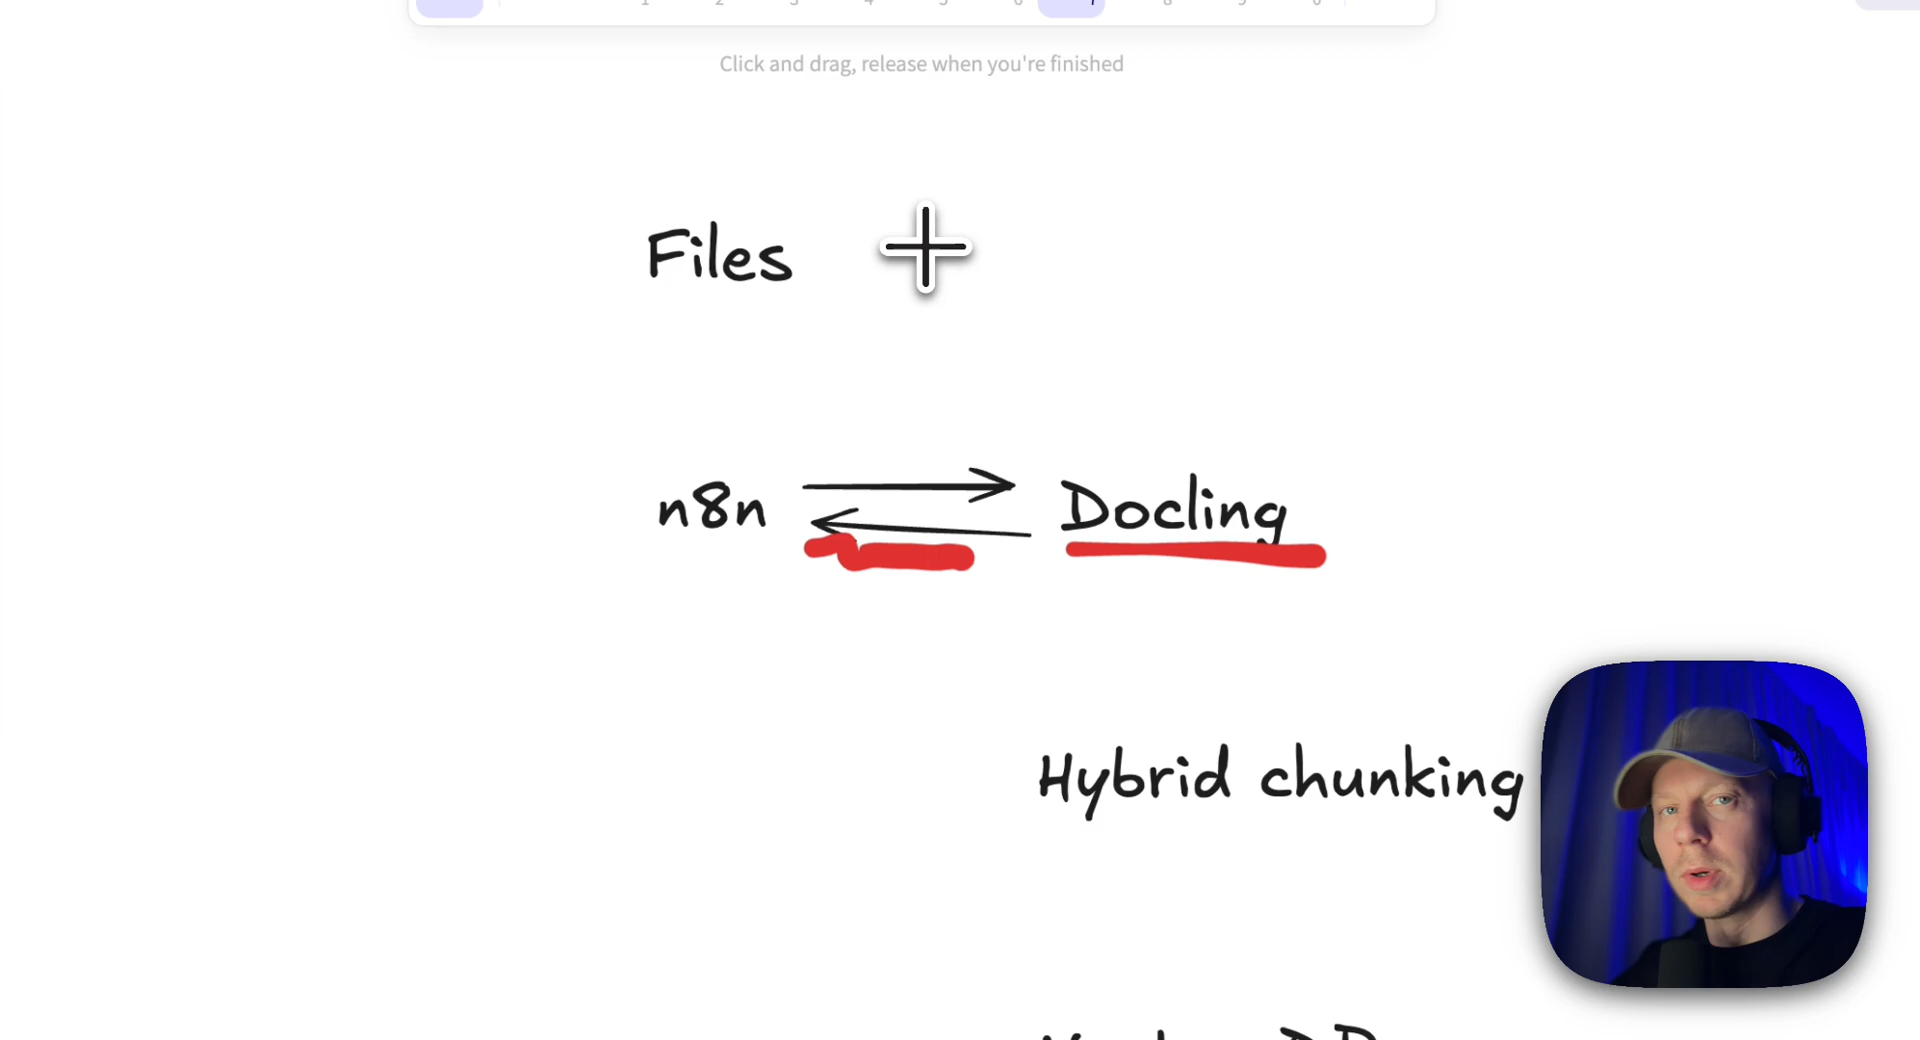 Click and drag, release when you're finished
Files
n8n Docling
Hybrid chunking